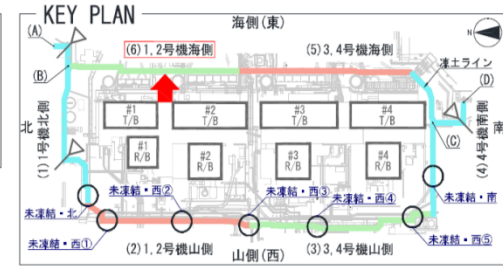 KEY PLAN
海側(東)
N
(A)
(6)1,2号機海側
(5)3,4号機海側
凍土ライン
(B)
(D)
#1
T/B
#2
T/B
#3
T/B
#4
T/B
北
(1)1号機北側
#1
R/B
#2
R/B
#3
R/B
#4
R/B
(C)
南
(4)4号機南側
未凍結・北
未凍結・西②
未凍結・西③
未凍結・西④
未凍結・南
未凍結・西①
(2)1,2号機山側
山側(西)
(3)3,4号機山側
未凍結・西⑤